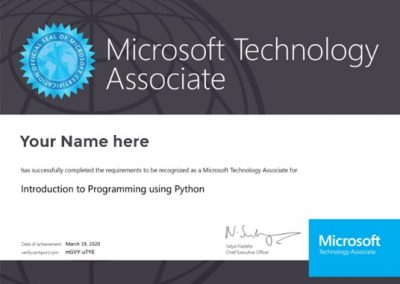 OFFICIAL SEAL OF MICROSOFT CERTIFICATION
Microsoft Technology
Associate
Your Name here
has successfully completed the requirements to be recognized as a Microsoft Technology Associate for
Introduction to Programming using Python
Date of achievement: March 19, 2020
verify.certiport.com
Satya Nadella
Chief Executive Officer
Microsoft
Technology Associate